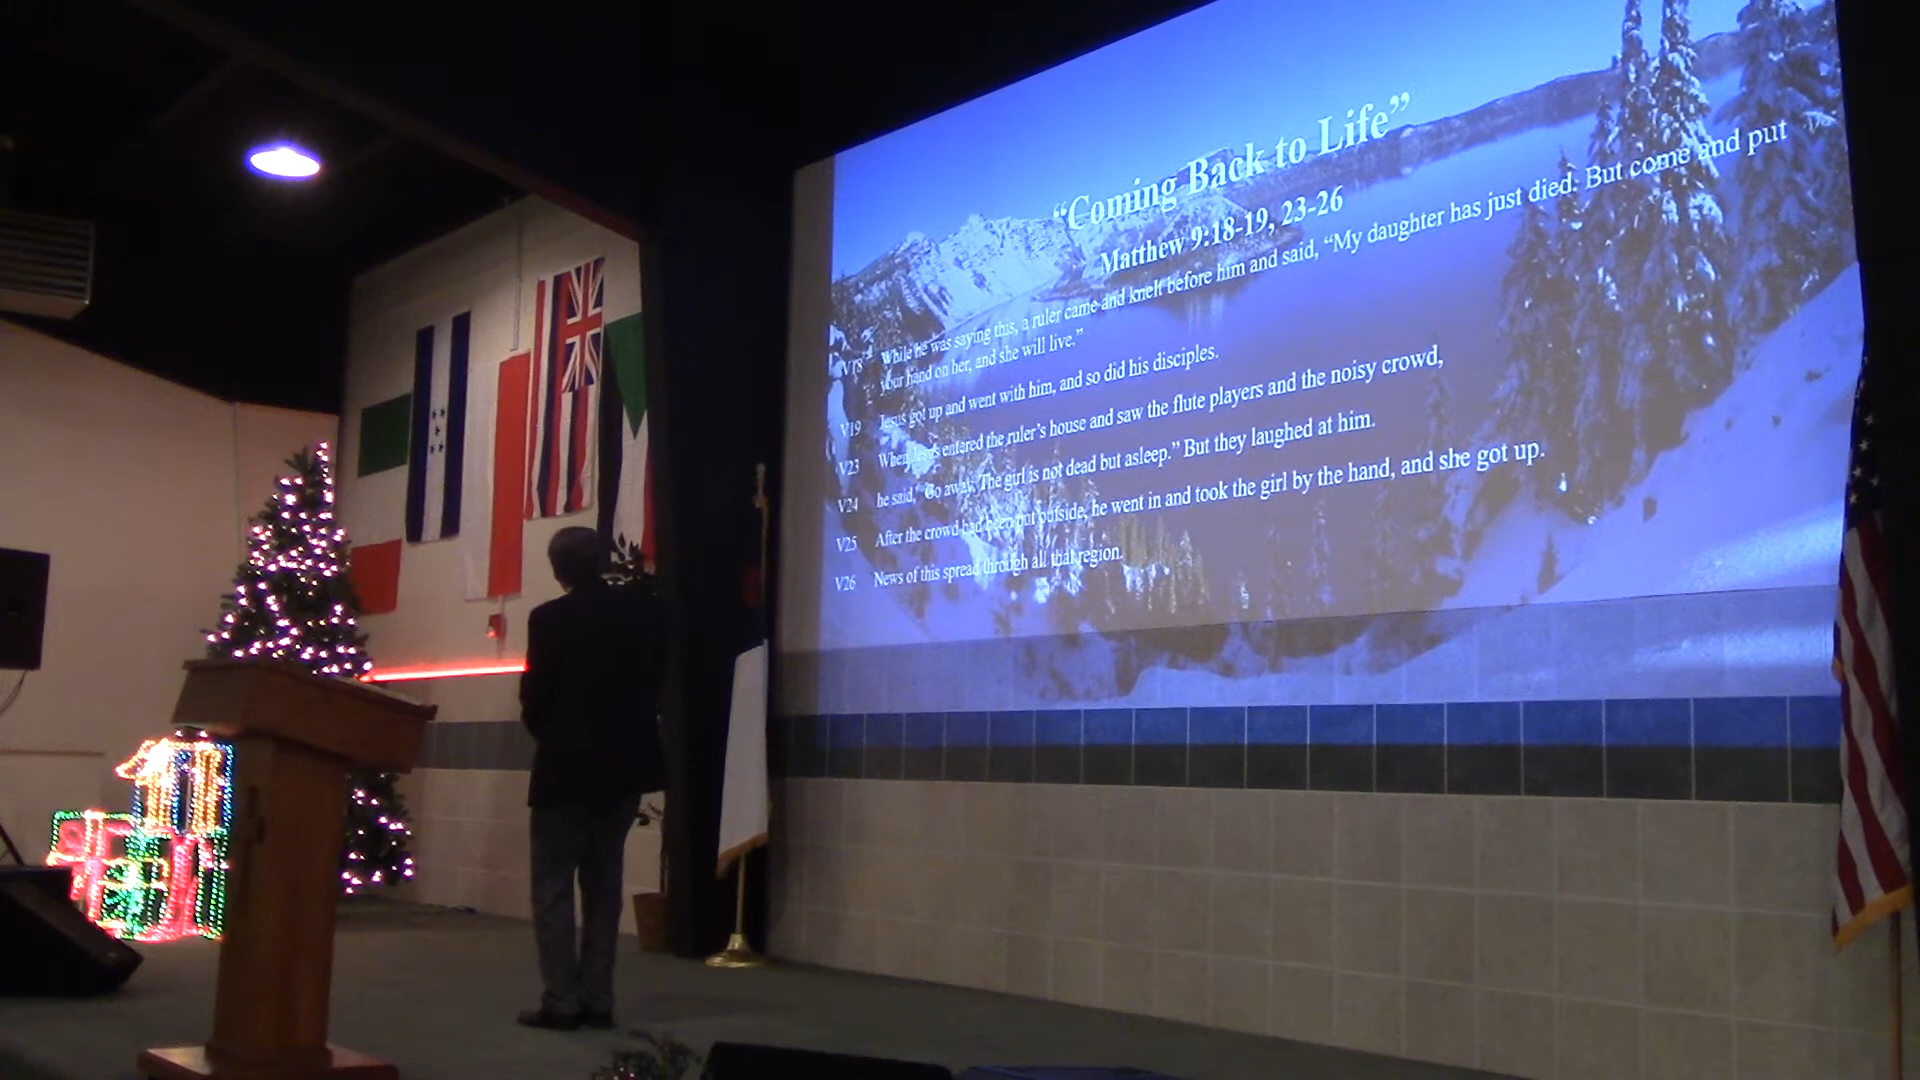 “Coming Back to Life”
Matthew 9:18-19, 23-26
V18 While he was saying this, a ruler came and knelt before him and said, “My daughter has just died. But come and put
your hand on her, and she will live.”
V19 Jesus got up and went with him, and so did his disciples.
V23 When Jesus entered the ruler’s house and saw the flute players and the noisy crowd,
V24 he said, “Go away. The girl is not dead but asleep.” But they laughed at him.
V25 After the crowd had been put outside, he went in and took the girl by the hand, and she got up.
V26 News of this spread through all that region.